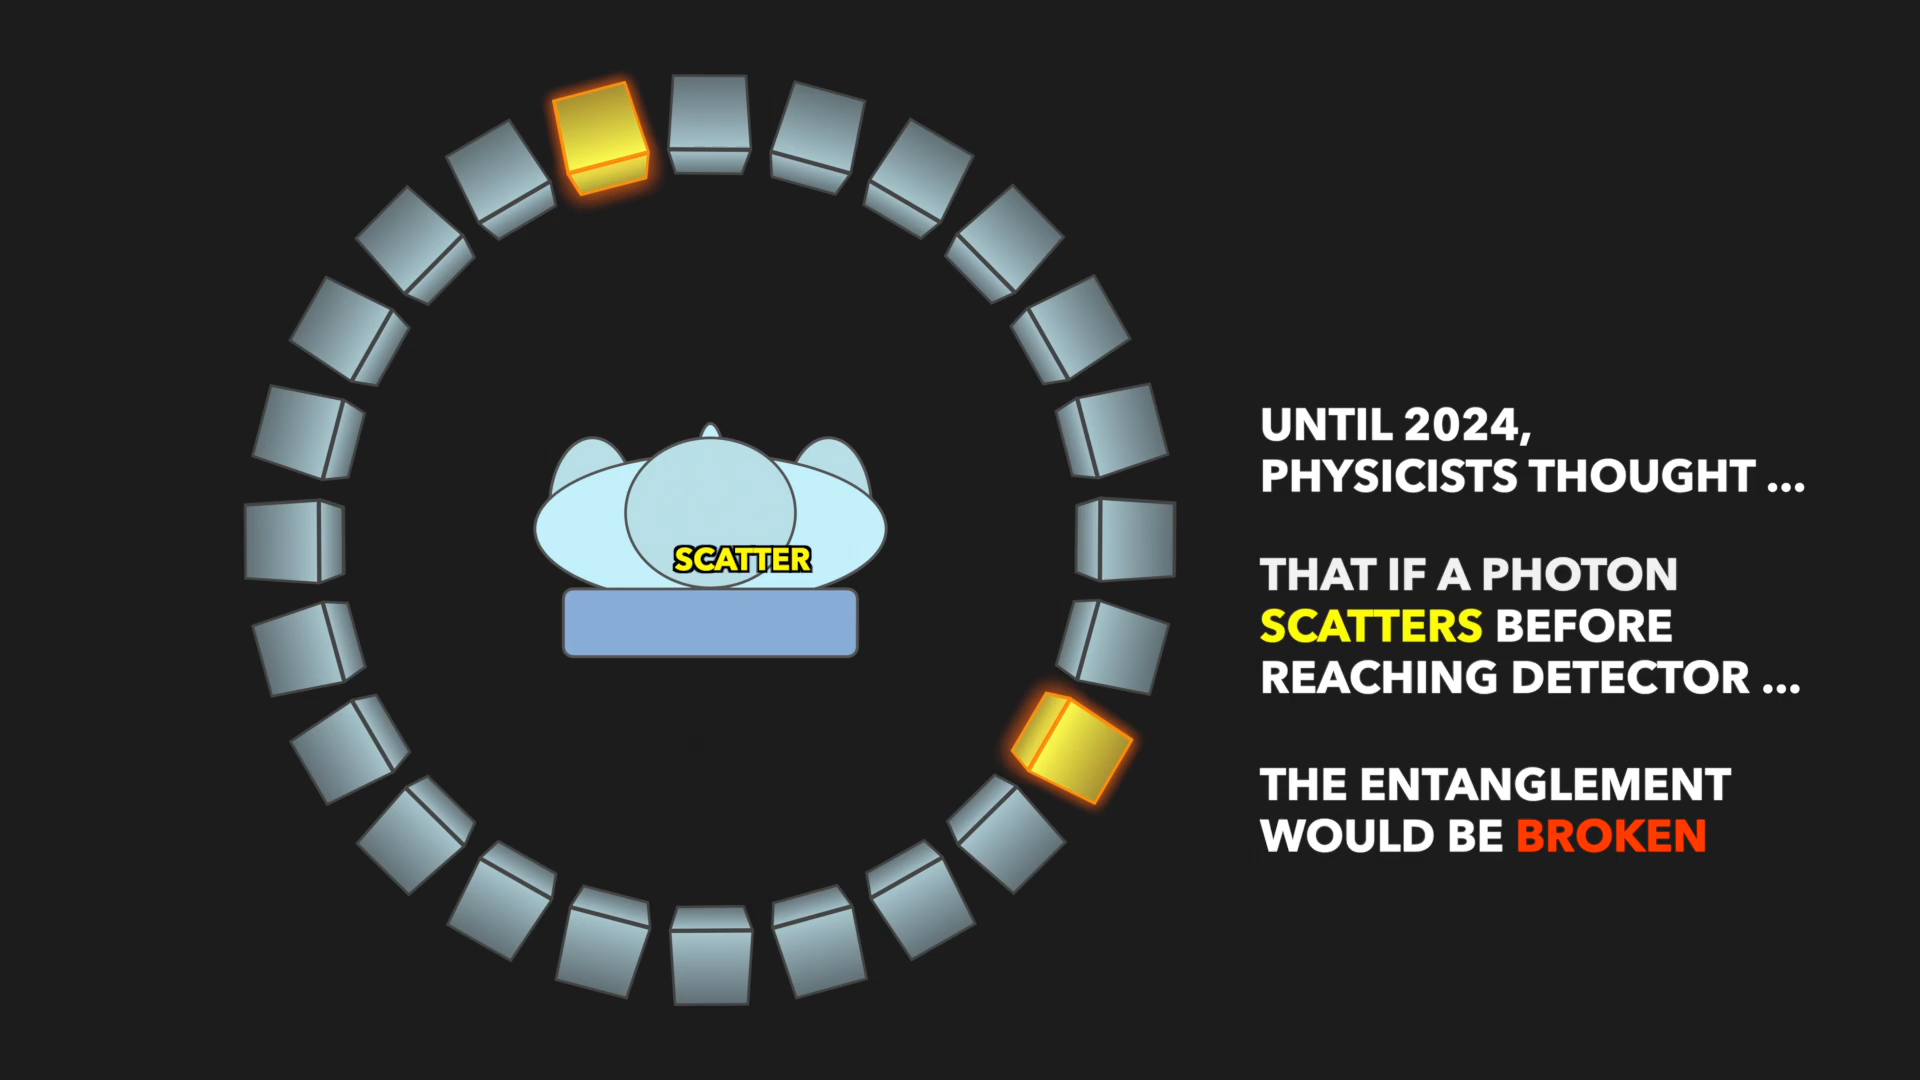 SCATTER
UNTIL 2024,
PHYSICISTS THOUGHT ...
THAT IF A PHOTON
SCATTERS BEFORE
REACHING DETECTOR ...
THE ENTANGLEMENT
WOULD BE BROKEN